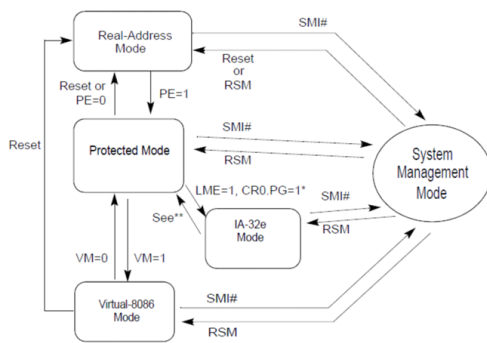 Real-Address
Mode
SMI#
Reset
or
RSM
Reset or
PE=0
PE=1
Reset
Protected Mode
SMI#
RSM
System
Management
Mode
LME=1, CR0.PG=1*
SMI#
See**
IA-32e
Mode
RSM
VM=0
VM=1
Virtual-8086
Mode
SMI#
RSM